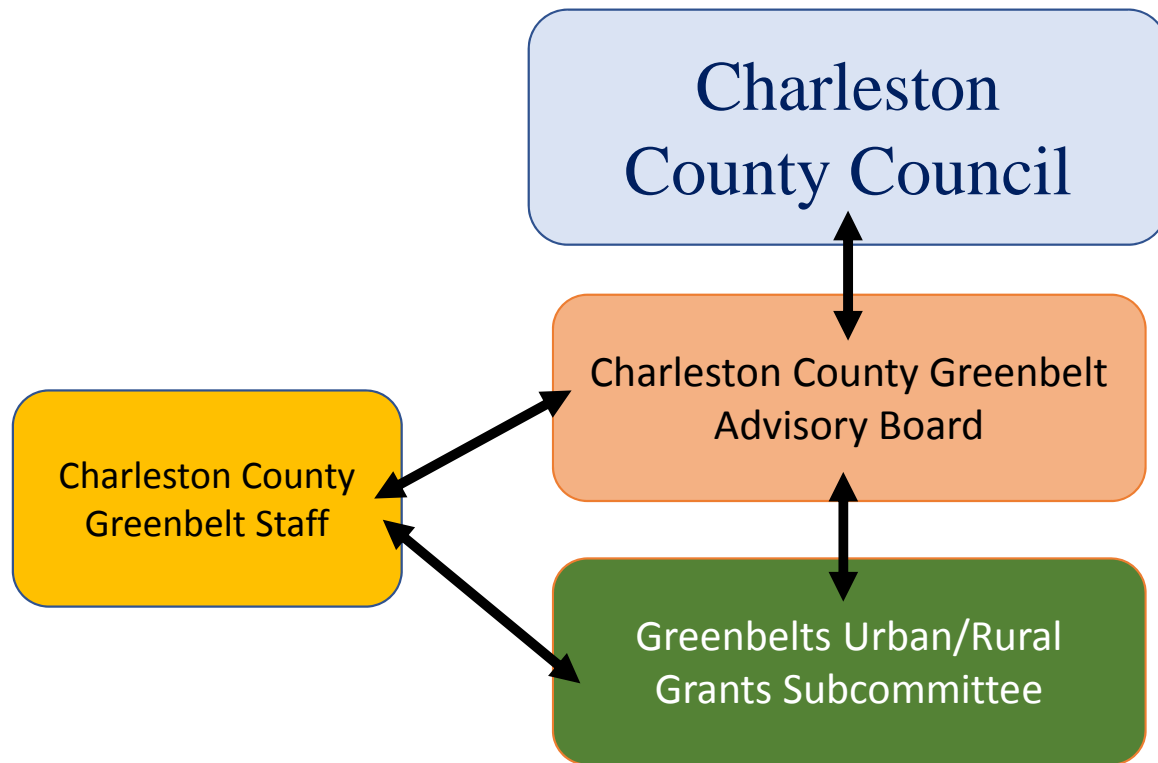 Charleston
County Council
Charleston County Greenbelt
Advisory Board
Charleston County
Greenbelt Staff
Greenbelts Urban/Rural
Grants Subcommittee